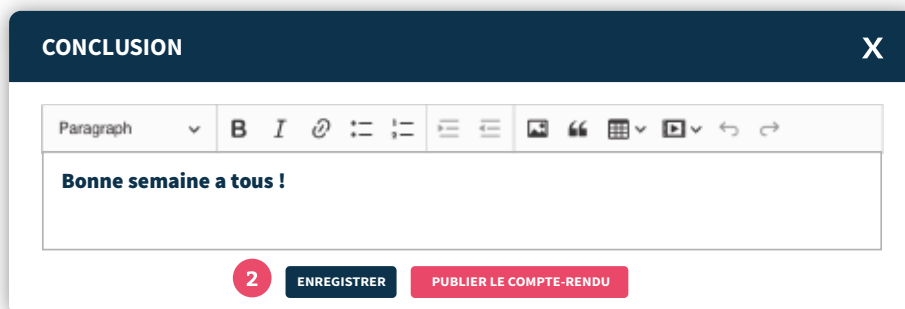 CONCLUSION X
Paragraph
Bonne semaine a tous !
2 ENREGISTRER PUBLIER LE COMPTE-RENDU